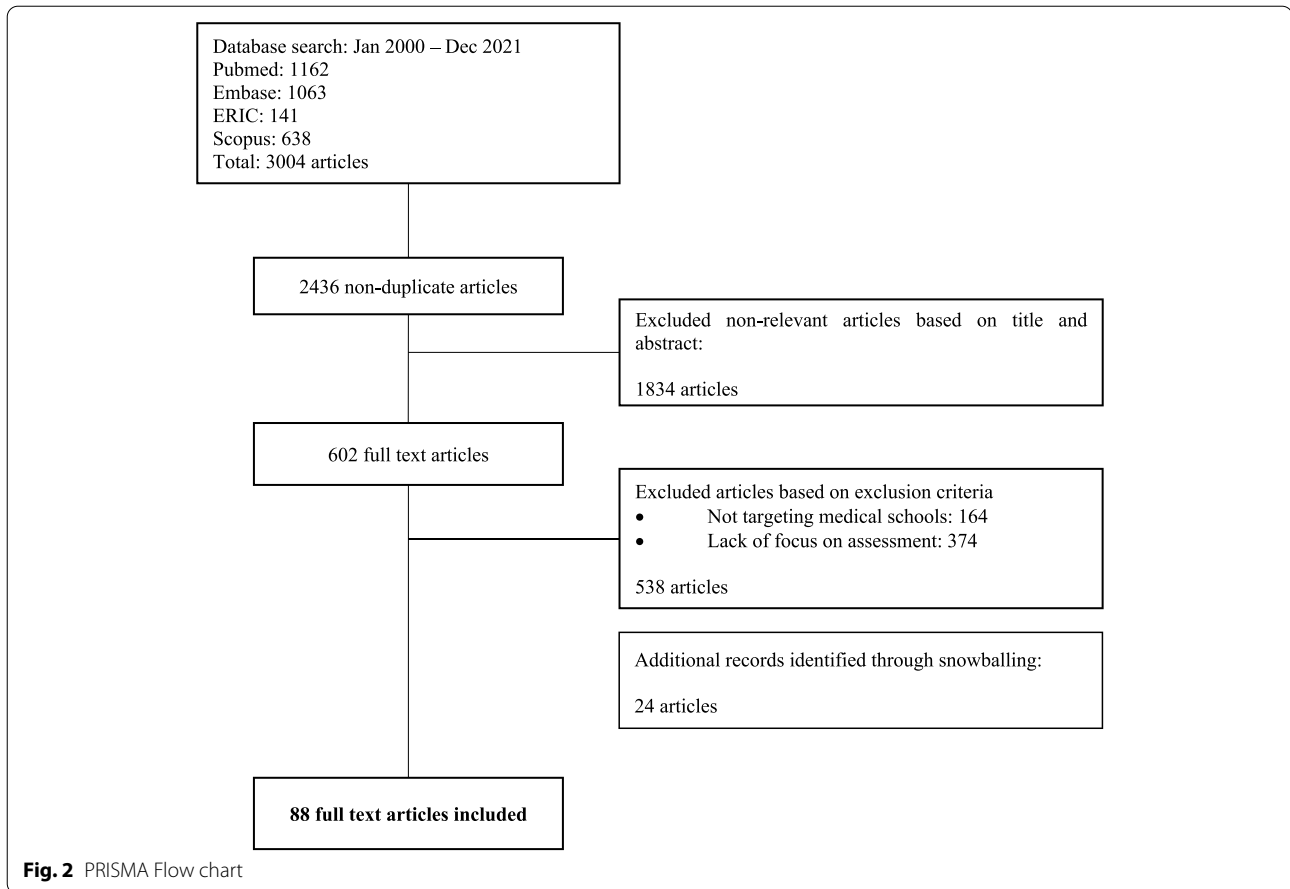 Database search: Jan 2000 – Dec 2021
Pubmed: 1162
Embase: 1063
ERIC: 141
Scopus: 638
Total: 3004 articles
2436 non-duplicate articles
Excluded non-relevant articles based on title and
abstract:
1834 articles
602 full text articles
Excluded articles based on exclusion criteria
• Not targeting medical schools: 164
• Lack of focus on assessment: 374
538 articles
Additional records identified through snowballing:
24 articles
88 full text articles included
Fig. 2 PRISMA Flow chart